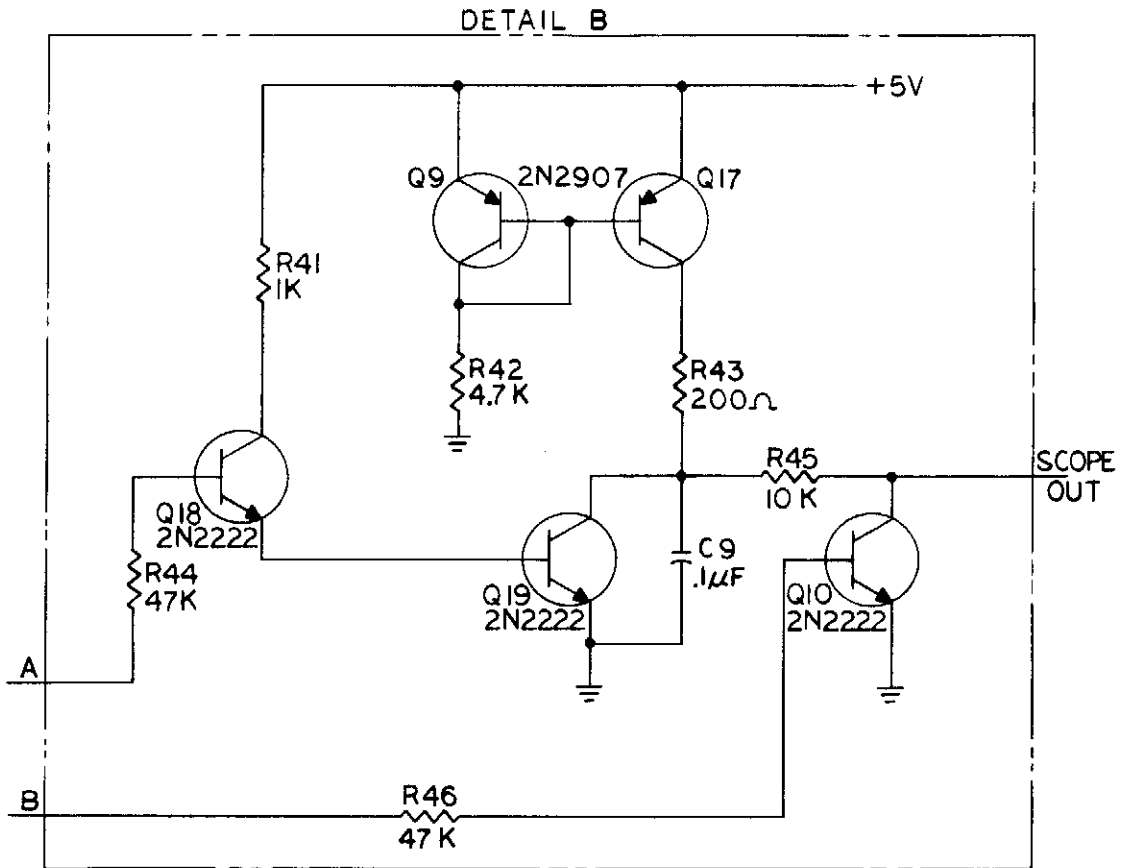 DETAIL B
+5V
Q9
2N2907
Q17
R41
1K
R42
4.7K
R43
200Ω
R45
10K
SCOPE
OUT
Q18
2N2222
R44
47K
Q19
2N2222
C9
.1µF
Q10
2N2222
A
B
R46
47K